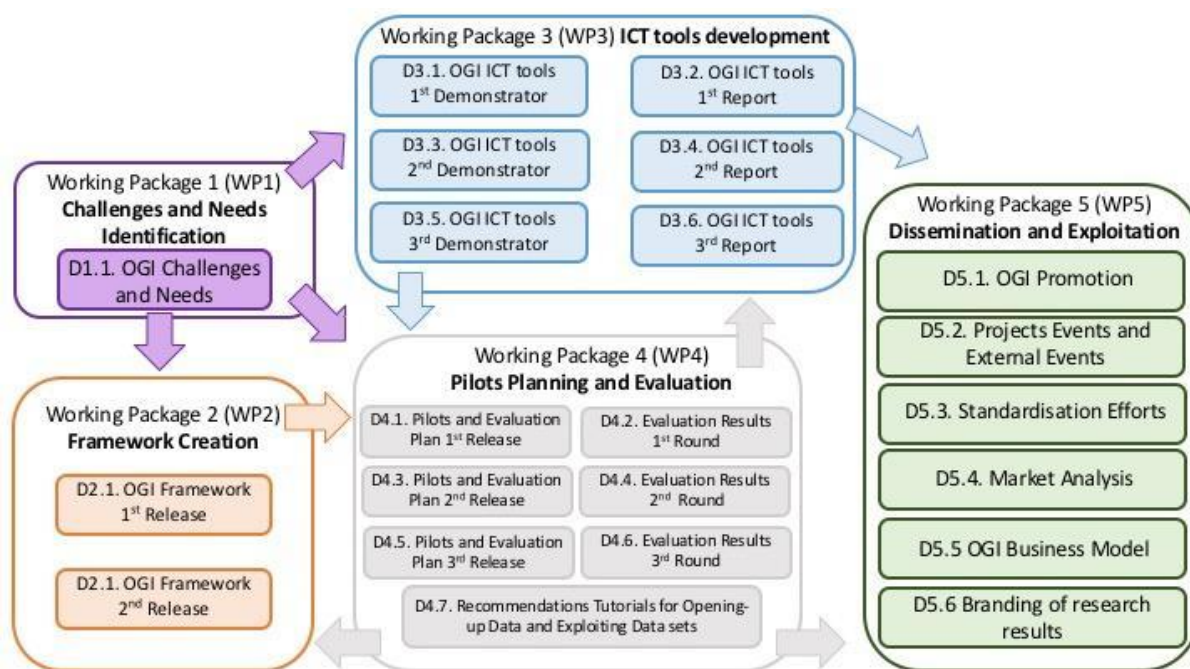 Working Package 3 (WP3) ICT tools development
D3.1. OGI ICT tools
1st Demonstrator
D3.2. OGI ICT tools
1st Report
D3.3. OGI ICT tools
2nd Demonstrator
D3.4. OGI ICT tools
2nd Report
D3.5. OGI ICT tools
3rd Demonstrator
D3.6. OGI ICT tools
3rd Report
Working Package 1 (WP1)
Challenges and Needs
Identification
D1.1. OGI Challenges
and Needs
Working Package 2 (WP2)
Framework Creation
D2.1. OGI Framework
1st Release
D2.1. OGI Framework
2nd Release
Working Package 4 (WP4)
Pilots Planning and Evaluation
D4.1. Pilots and Evaluation
Plan 1st Release
D4.2. Evaluation Results
1st Round
D4.3. Pilots and Evaluation
Plan 2nd Release
D4.4. Evaluation Results
2nd Round
D4.5. Pilots and Evaluation
Plan 3rd Release
D4.6. Evaluation Results
3rd Round
D4.7. Recommendations Tutorials for Opening-
up Data and Exploiting Data sets
Working Package 5 (WP5)
Dissemination and Exploitation
D5.1. OGI Promotion
D5.2. Projects Events and
External Events
D5.3. Standardisation Efforts
D5.4. Market Analysis
D5.5 OGI Business Model
D5.6 Branding of research
results